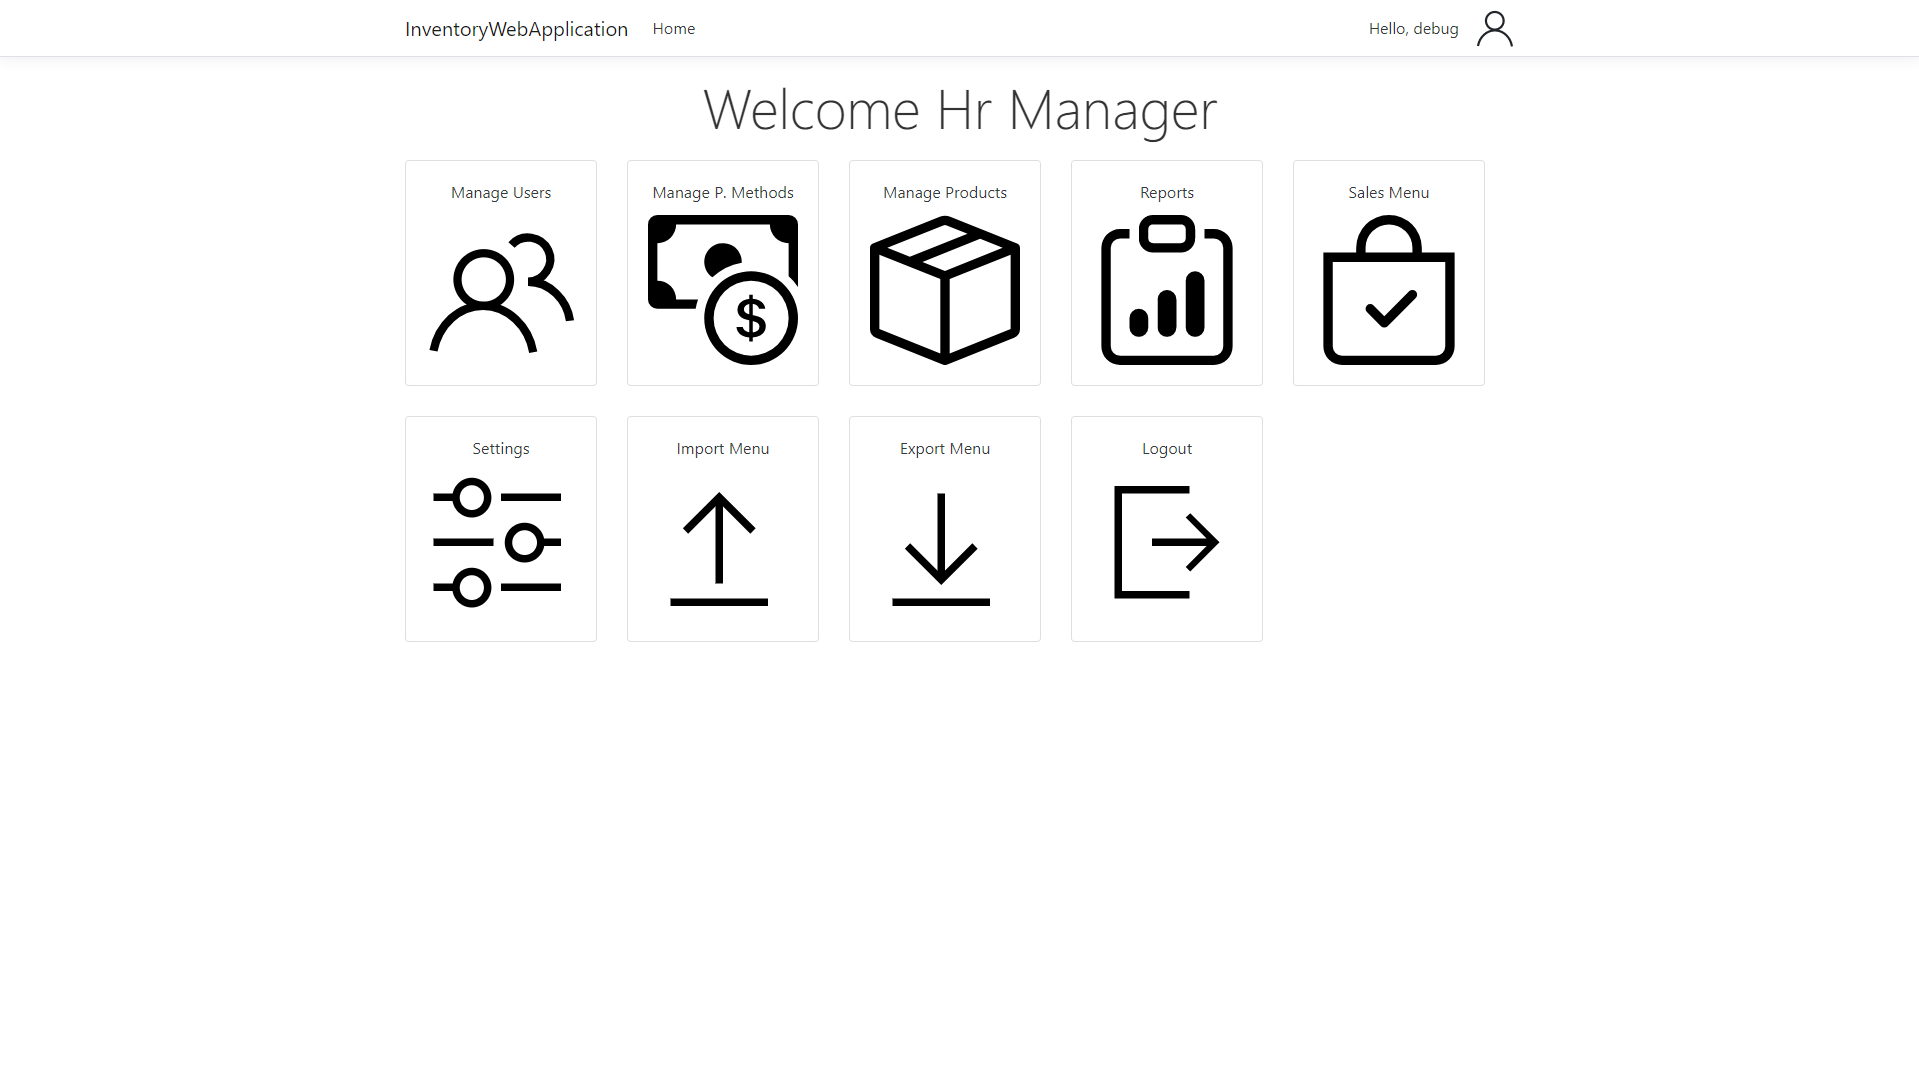 InventoryWebApplication Home Hello, debug
Welcome Hr Manager
Manage Users Manage P. Methods Manage Products Reports Sales Menu
$
Settings Import Menu Export Menu Logout